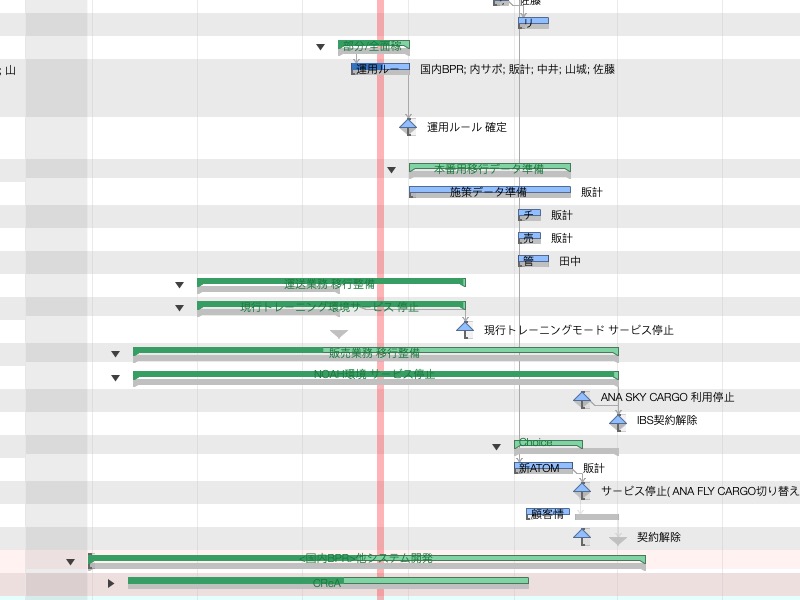 佐藤
リ
部分/全面稼
; 山
運用ルー 国内BPR; 内サポ; 販計; 中井; 山城; 佐藤
運用ルール 確定
本番用移行データ準備
施策データ準備 販計
チ 販計
売 販計
管 田中
運送業務 移行整備
現行トレーニング環境サービス 停止
現行トレーニングモード サービス停止
販売業務 移行整備
NOAH環境 サービス停止
ANA SKY CARGO 利用停止
IBS契約解除
Choice
新ATOM 販計
サービス停止( ANA FLY CARGO切り替え
顧客情
契約解除
<国内BPR>他システム開発
CReA